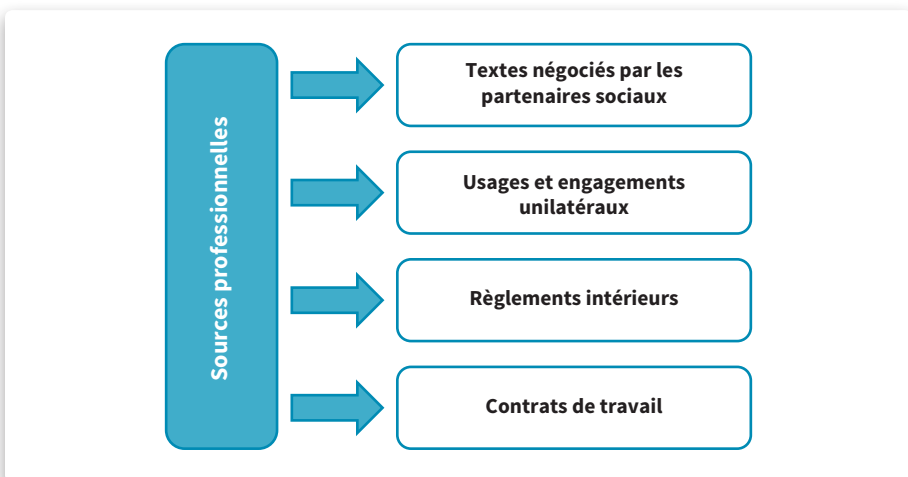 Sources professionnelles
Textes négociés par les
partenaires sociaux
Usages et engagements
unilatéraux
Règlements intérieurs
Contrats de travail